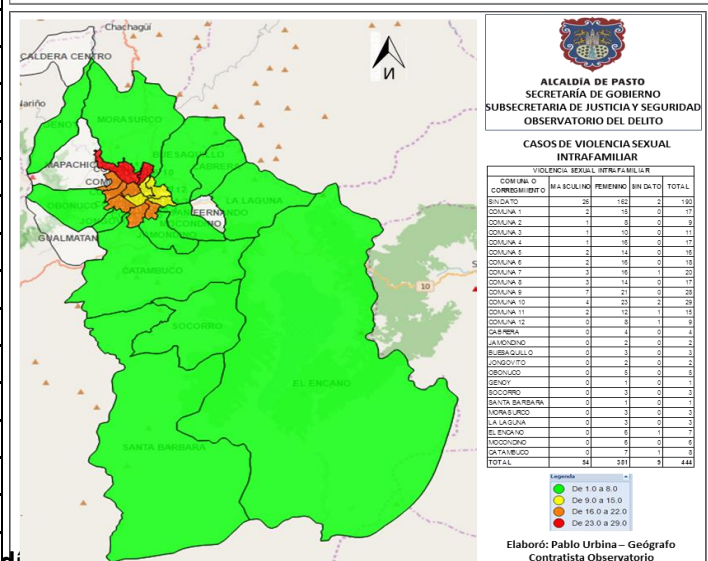 Chachagüí
CALDERA CENTRO
Nariño
MORASURCO
GENOY
MAPACHIC
BUESAQUILLO
CABRERA
10
12
COM
OBONUCO
LA LAGUNA
FERNANDO
MOCONDINO
JONGO
JAMONDINO
GUALMATAN
CATAMBUCO
10
SOCORRO
EL ENCANO
SANTA BARBARA
N
ALCALDÍA DE PASTO
SECRETARÍA DE GOBIERNO
SUBSECRETARIA DE JUSTICIA Y SEGURIDAD
OBSERVATORIO DEL DELITO
CASOS DE VIOLENCIA SEXUAL
INTRAFAMILIAR
VIOLENCIA SEXUAL INTRAFAMILIAR
COMUNA O CORREGIMIENTO MASCULINO FEMENINO SIN DATO TOTAL
SIN DATO 26 162 2 190
COMUNA 1 2 15 0 17
COMUNA 2 1 8 0 9
COMUNA 3 1 10 0 11
COMUNA 4 1 16 0 17
COMUNA 5 2 14 0 16
COMUNA 6 2 16 0 18
COMUNA 7 3 16 1 20
COMUNA 8 3 14 0 17
COMUNA 9 7 21 0 28
COMUNA 10 4 23 2 29
COMUNA 11 2 12 1 15
COMUNA 12 0 8 1 9
CABRERA 0 4 0 4
JAMONDINO 0 2 0 2
BUESAQUILLO 0 3 0 3
JONGOVITO 0 2 0 2
OBONUCO 0 5 0 5
GENOY 0 1 0 1
SOCORRO 0 3 0 3
SANTA BARBARA 0 1 0 1
MORASURCO 0 3 0 3
LA LAGUNA 0 3 0 3
EL ENCANO 0 6 1 7
MOCONDINO 0 6 0 6
CATAMBUCO 0 7 1 8
TOTAL 54 381 9 444
Legenda
De 1.0 a 8.0
De 9.0 a 15.0
De 16.0 a 22.0
De 23.0 a 29.0
Elaboró: Pablo Urbina – Geógrafo
Contratista Observatorio